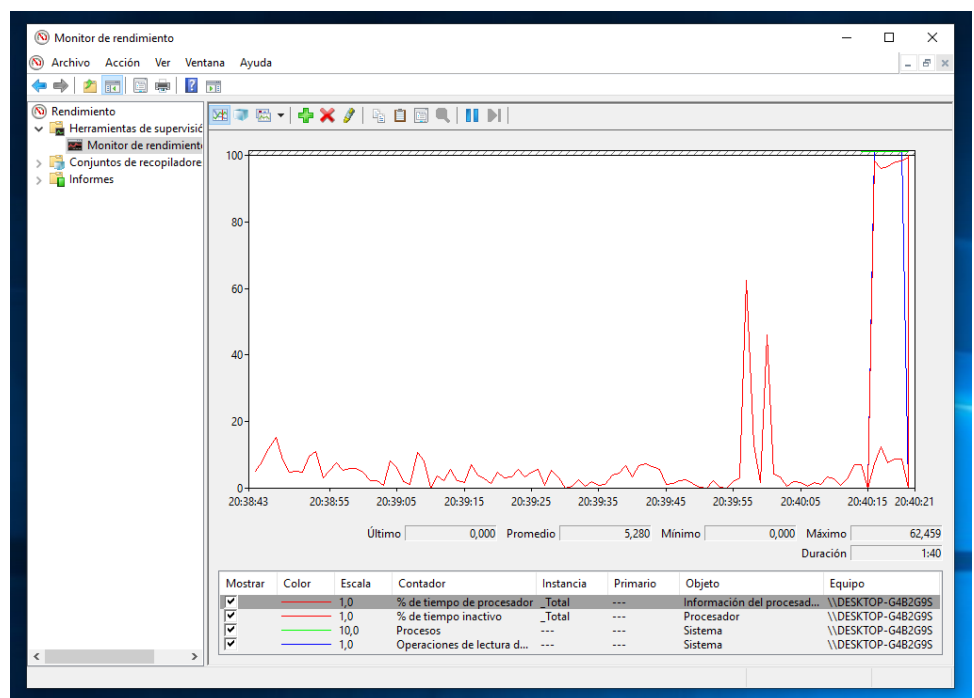 Monitor de rendimiento
Archivo Acción Ver Ventana Ayuda
Rendimiento
Herramientas de supervisió
Monitor de rendimiento
Conjuntos de recopiladore
Informes
100
80
60
40
20
0
20:38:43 20:38:55 20:39:05 20:39:15 20:39:25 20:39:35 20:39:45 20:39:55 20:40:05 20:40:15 20:40:21
Último 0,000 Promedio 5,280 Mínimo 0,000 Máximo 62,459
Duración 1:40
Mostrar Color Escala Contador Instancia Primario Objeto Equipo
1,0 % de tiempo de procesador _Total --- Información del procesad... \\DESKTOP-G4B2G9S
1,0 % de tiempo inactivo _Total --- Procesador \\DESKTOP-G4B2G9S
10,0 Procesos --- --- Sistema \\DESKTOP-G4B2G9S
1,0 Operaciones de lectura d... --- --- Sistema \\DESKTOP-G4B2G9S